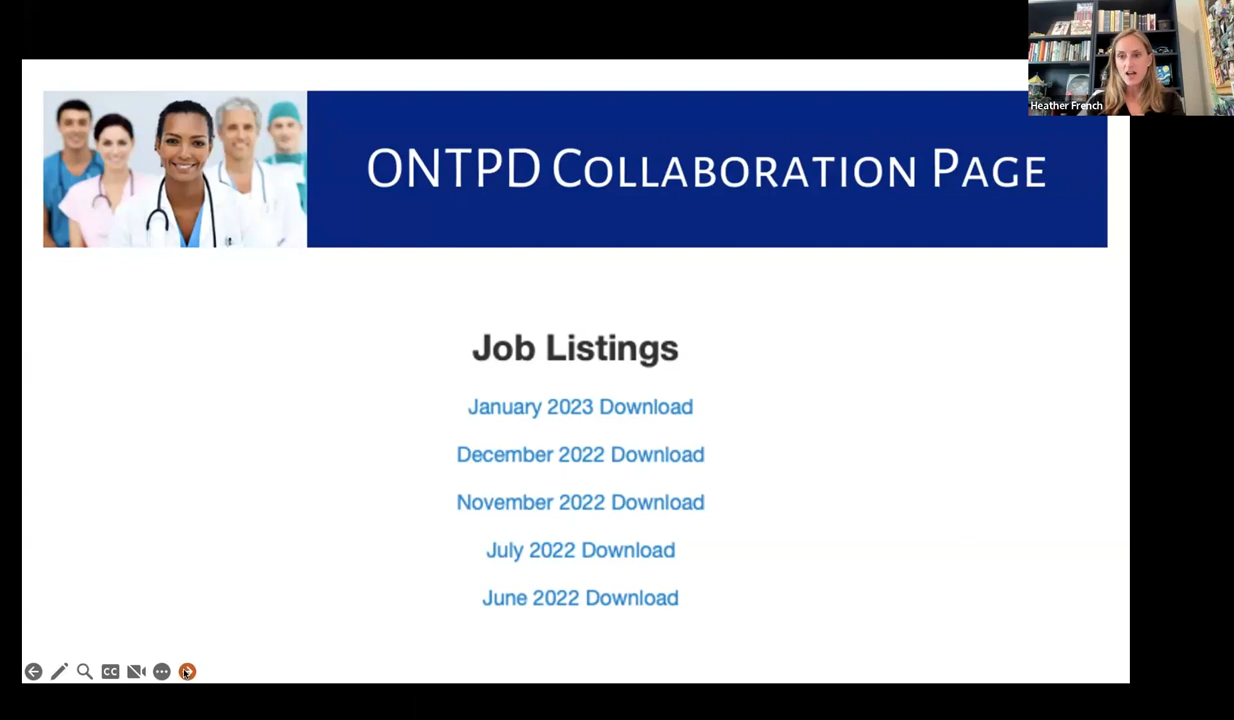 Heather French
ONTPD COLLABORATION PAGE
Job Listings
January 2023 Download
December 2022 Download
November 2022 Download
July 2022 Download
June 2022 Download
CC